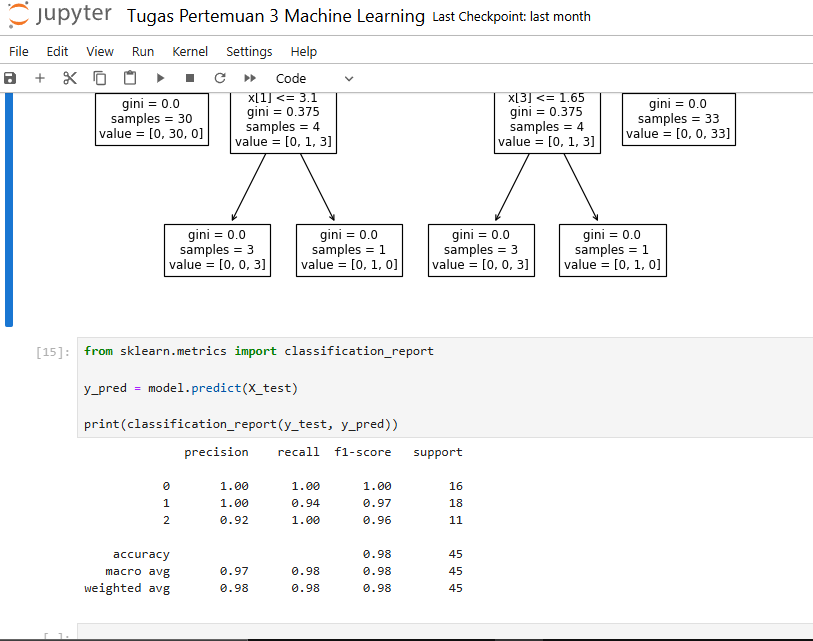 jupyter Tugas Pertemuan 3 Machine Learning Last Checkpoint: last month
File Edit View Run Kernel Settings Help
Code
gini = 0.0
samples = 30
value = [0, 30, 0]
x[1] <= 3.1
gini = 0.375
samples = 4
value = [0, 1, 3]
x[3] <= 1.65
gini = 0.375
samples = 4
value = [0, 1, 3]
gini = 0.0
samples = 33
value = [0, 0, 33]
gini = 0.0
samples = 3
value = [0, 0, 3]
gini = 0.0
samples = 1
value = [0, 1, 0]
gini = 0.0
samples = 3
value = [0, 0, 3]
gini = 0.0
samples = 1
value = [0, 1, 0]
[15]: from sklearn.metrics import classification_report
y_pred = model.predict(X_test)
print(classification_report(y_test, y_pred))
precision recall f1-score support
0 1.00 1.00 1.00 16
1 1.00 0.94 0.97 18
2 0.92 1.00 0.96 11
accuracy 0.98 45
macro avg 0.97 0.98 0.98 45
weighted avg 0.98 0.98 0.98 45
[ ]: